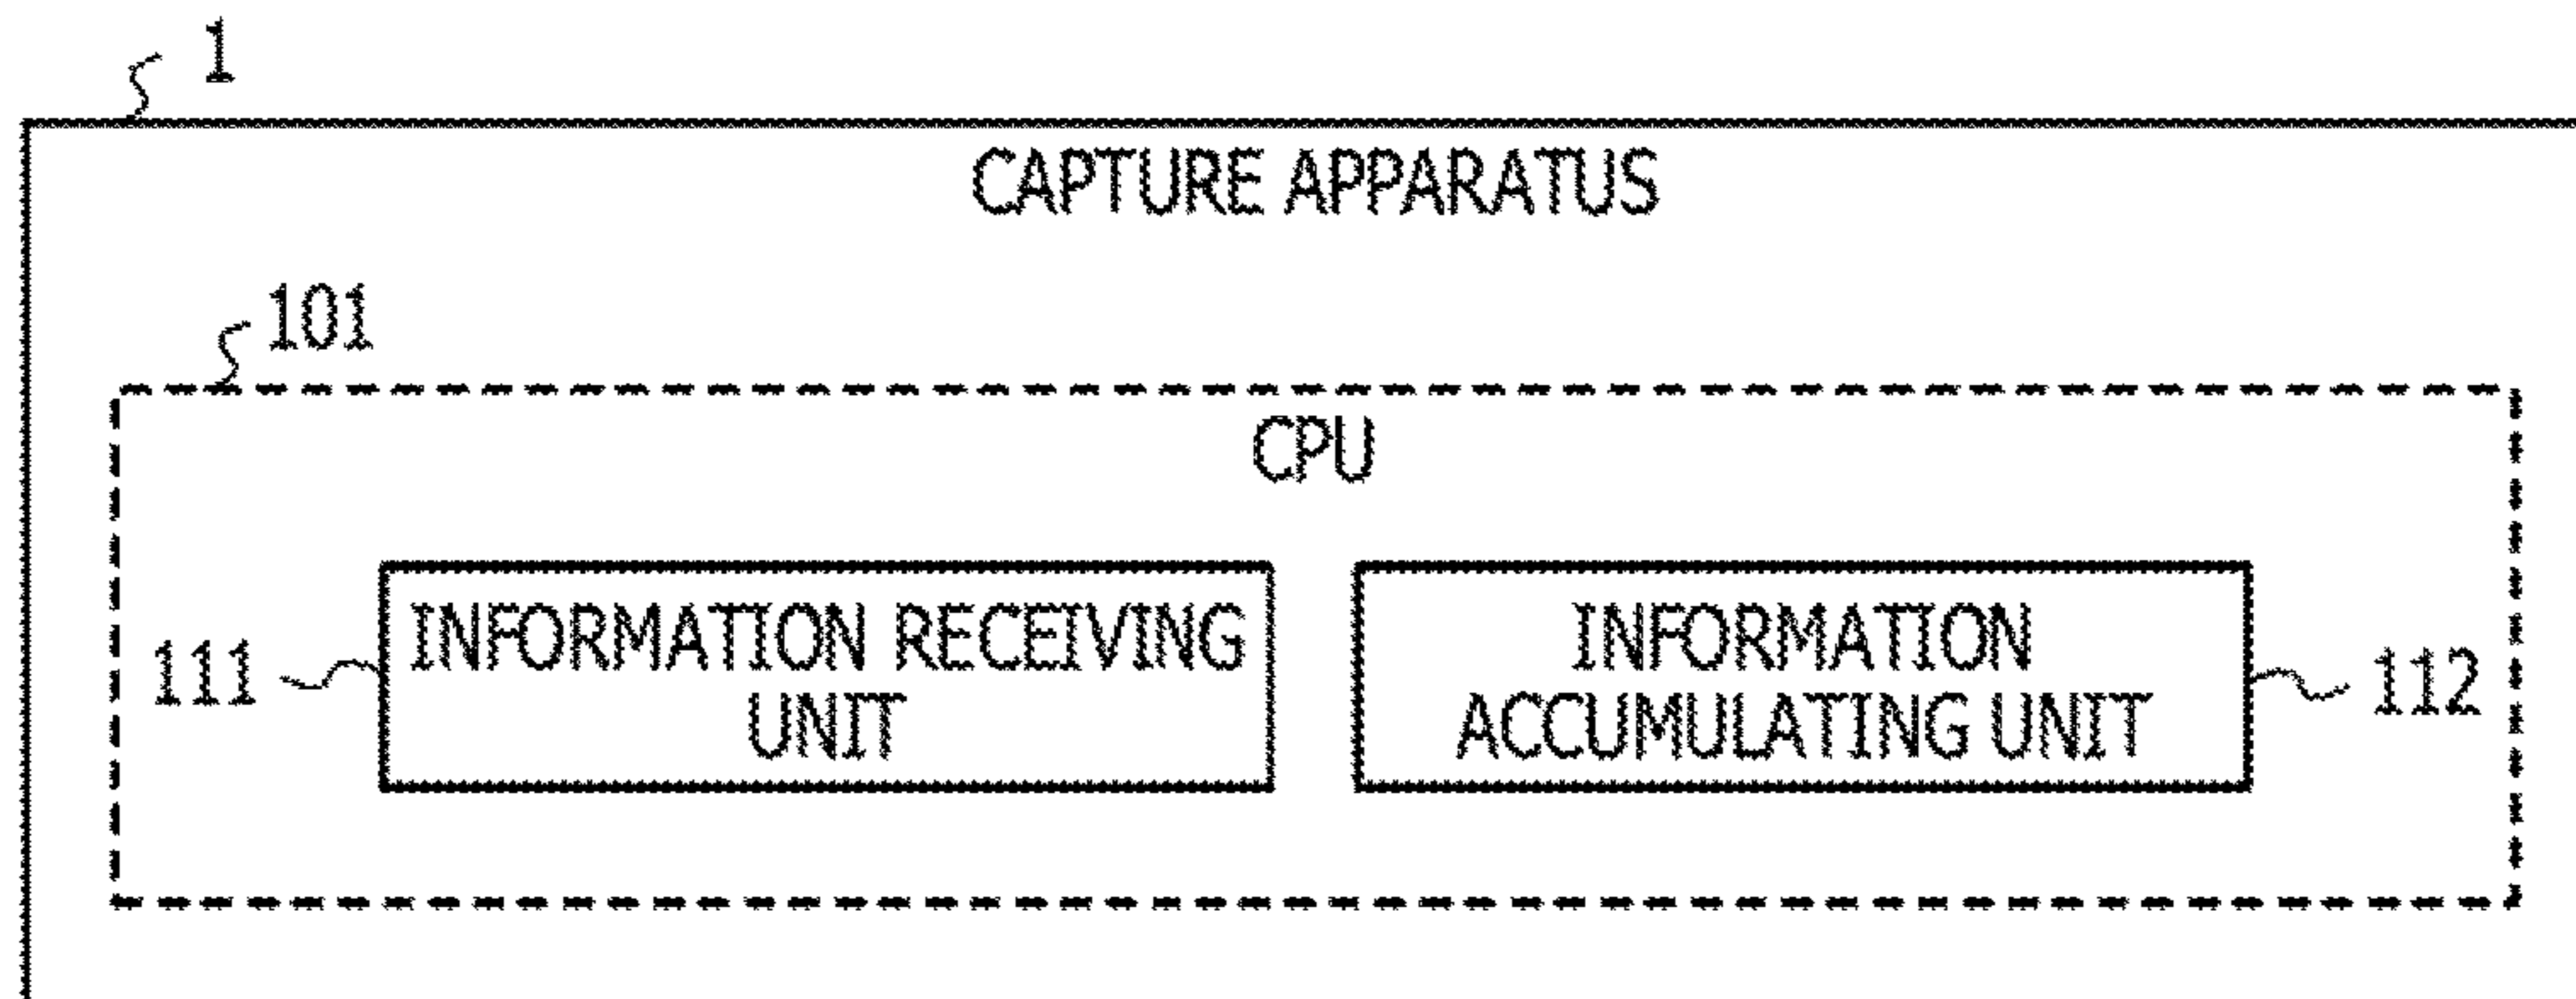 1
CAPTURE APPARATUS
101
CPU
111
INFORMATION RECEIVING
UNIT
INFORMATION
ACCUMULATING UNIT
112